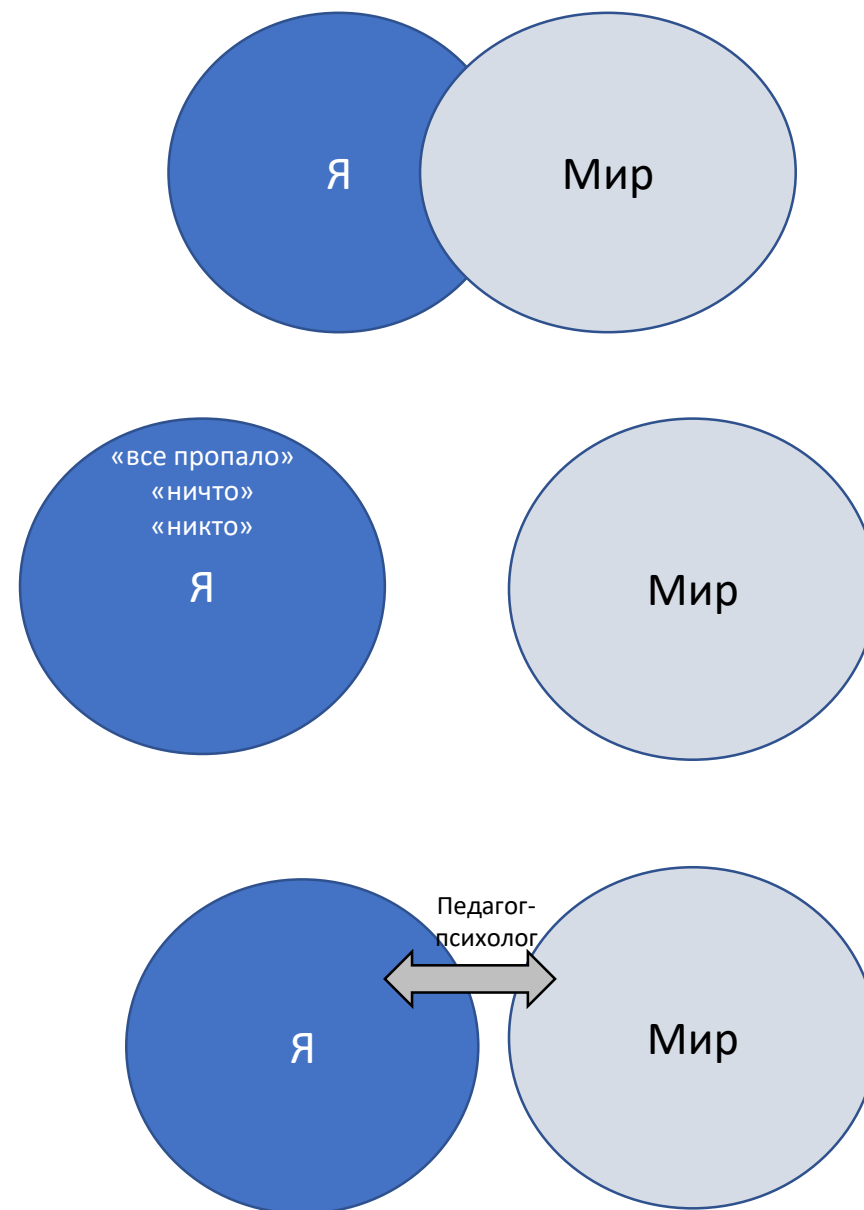 Я
Мир
«все пропало»
«ничто»
«никто»
Я
Мир
Педагог-
психолог
Я
Мир